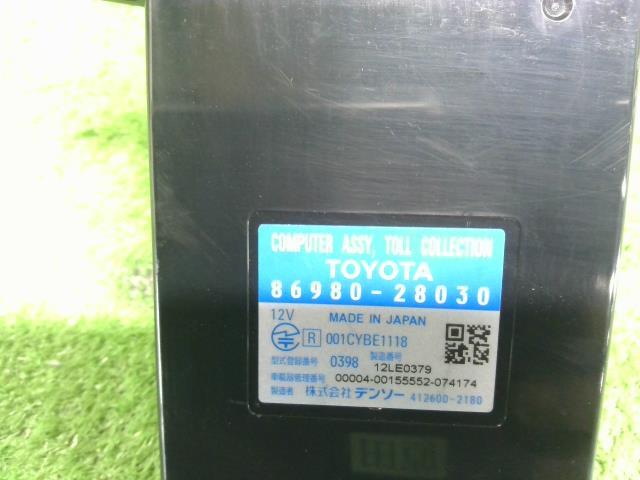 COMPUTER ASSY, TOLL COLLECTION
TOYOTA
86980-28030
12V MADE IN JAPAN
R 001CYBE1118
型式登録番号 0398 製造番号 12LE0379
車載器管理番号 00004-00155552-074174
製造者 株式会社 デンソー 412600-2180